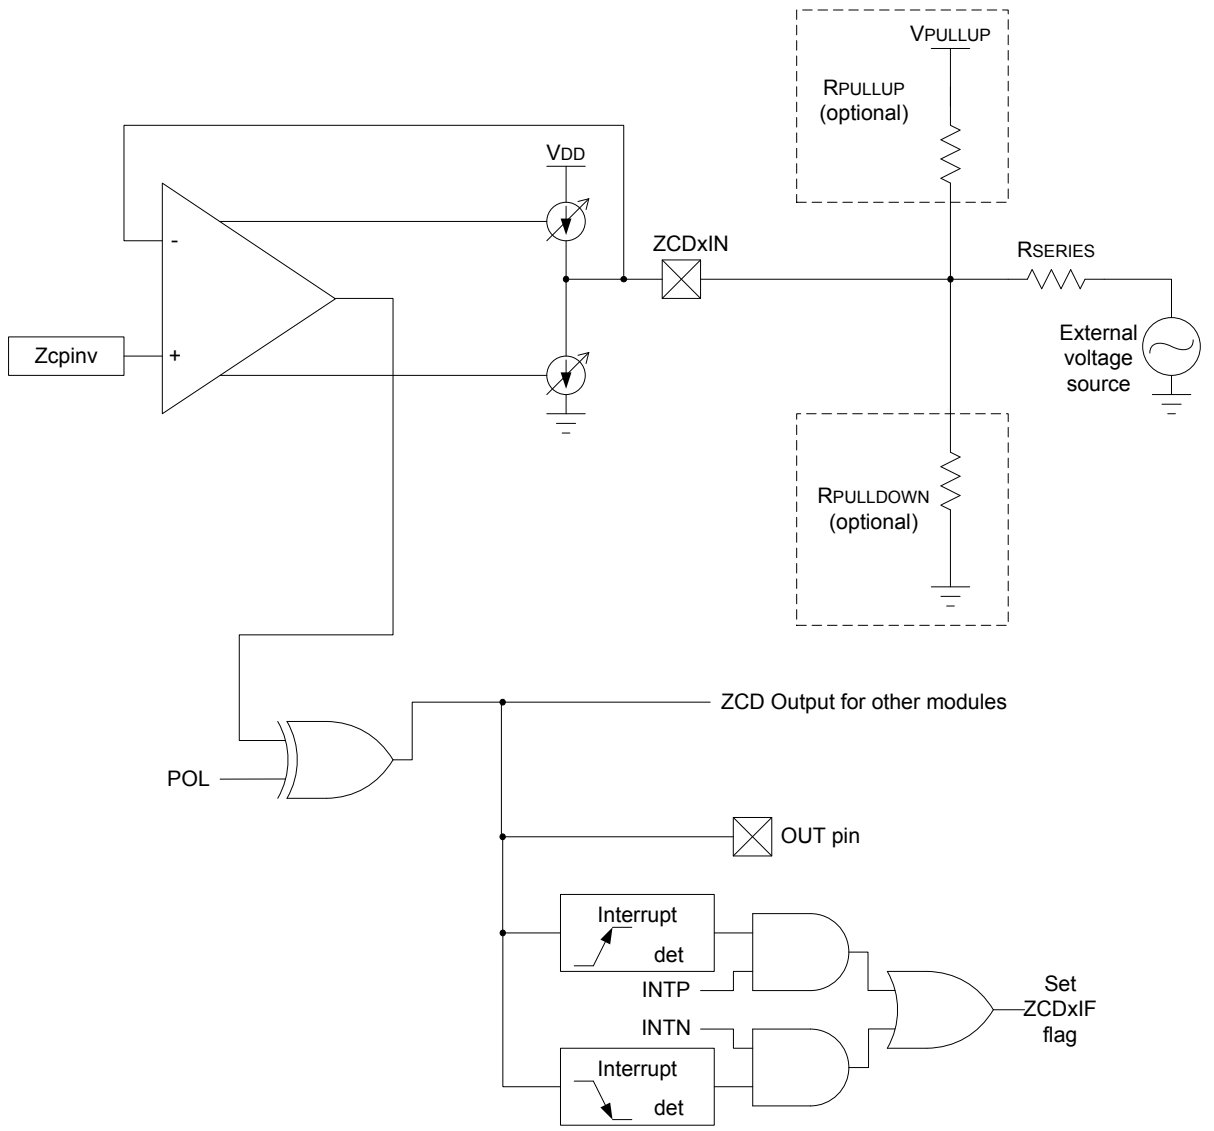 VPULLUP
RPULLUP
(optional)
VDD
ZCDxIN
RSERIES
-
+
Zcpinv
External
voltage
source
RPULLDOWN
(optional)
ZCD Output for other modules
POL
OUT pin
Interrupt
det
INTP
INTN
Set
ZCDxIF
flag
Interrupt
det